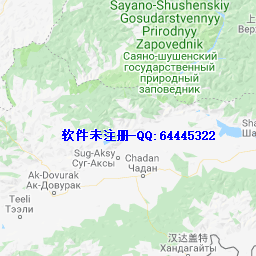 Sayano-Shushenskiy
Gosudarstvennyy
Prirodnyy
Zapovednik
Саяно-шушенский
государственный
природный
заповедник
软件未注册-QQ:64445322
Sug-Aksy
Суг-Аксы
Chadan
Чадан
Ak-Dovurak
Ак-Довурак
Teeli
Тээли
汉达盖特
Хандагайты